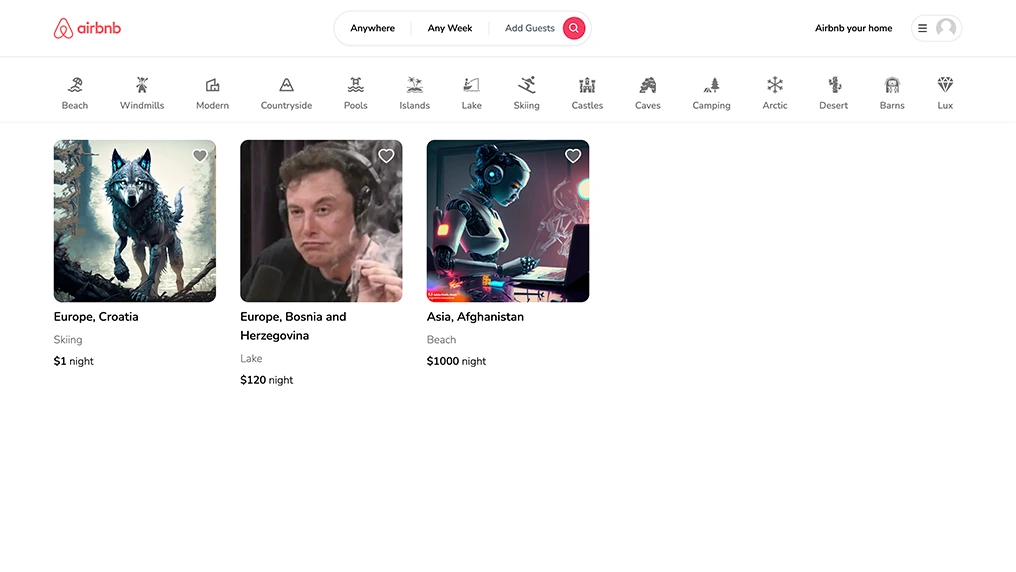 airbnb
Anywhere
Any Week
Add Guests
Airbnb your home
Beach
Windmills
Modern
Countryside
Pools
Islands
Lake
Skiing
Castles
Caves
Camping
Arctic
Desert
Barns
Lux
Europe, Croatia
Skiing
$1 night
Europe, Bosnia and
Herzegovina
Lake
$120 night
Asia, Afghanistan
Beach
$1000 night